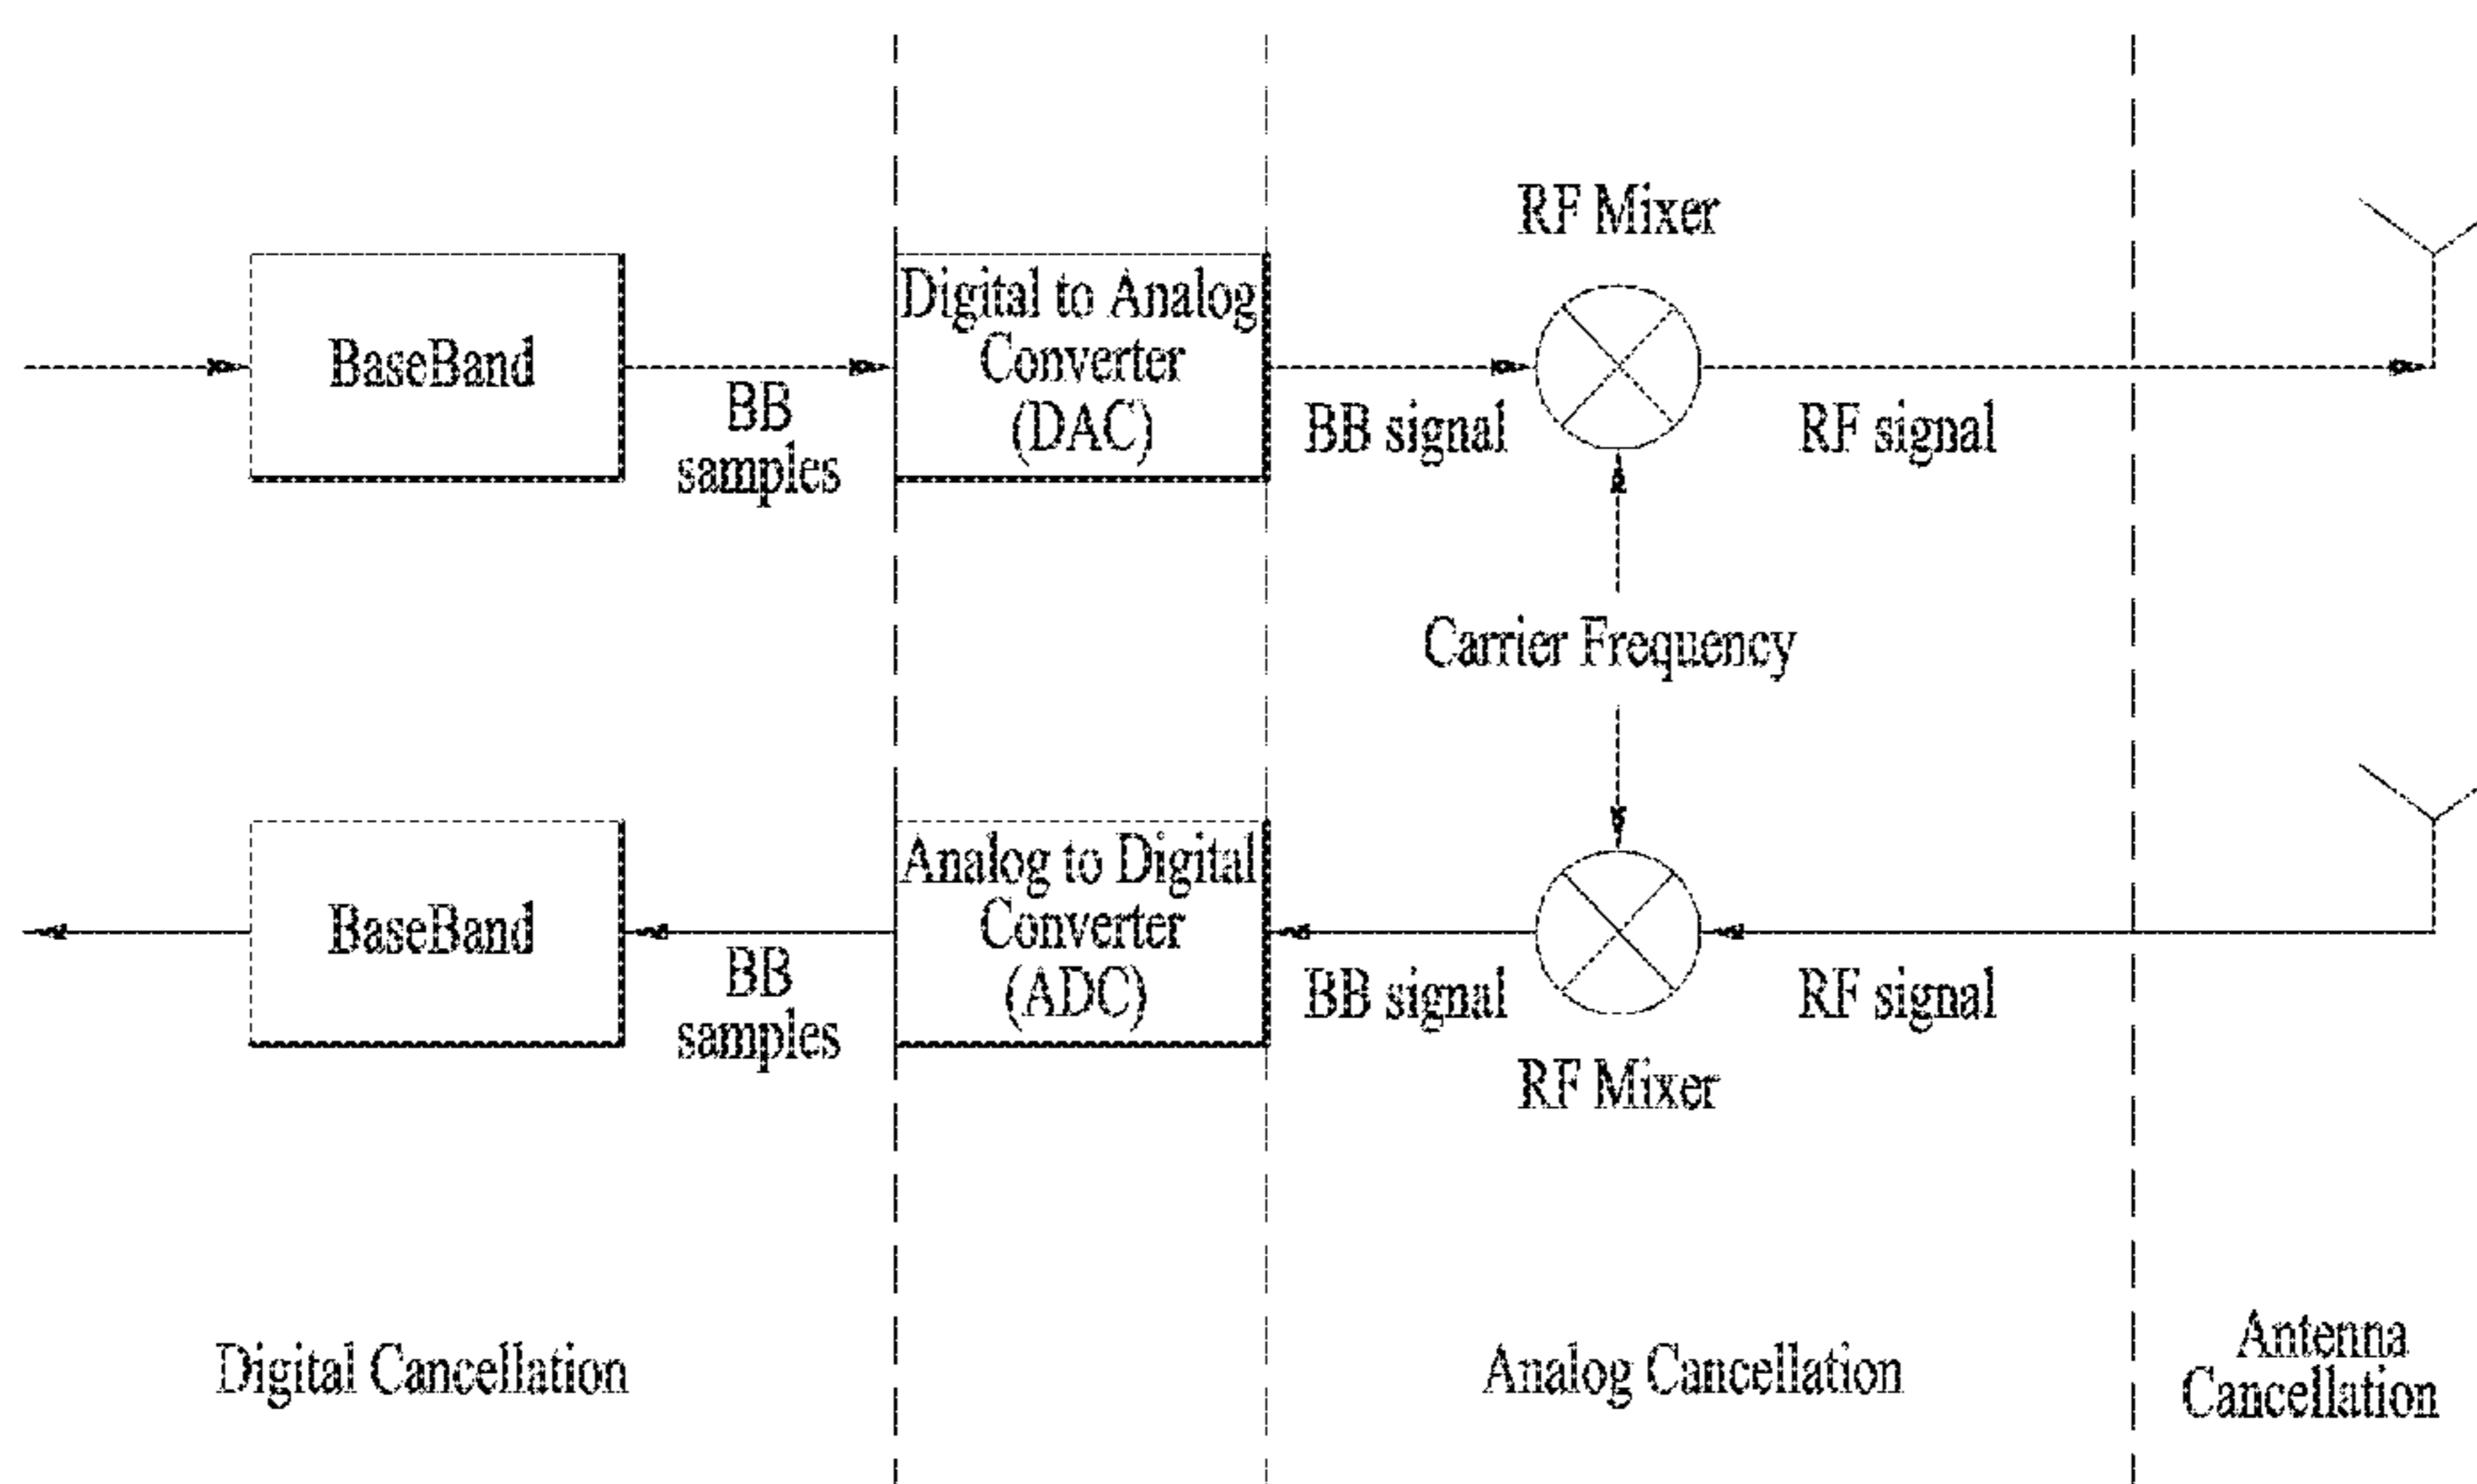 RF Mixer
BaseBand
BB
samples
Digital to Analog
Converter
(DAC)
BB signal
RF signal
Carrier Frequency
BaseBand
BB
samples
Analog to Digital
Converter
(ADC)
BB signal
RF signal
RF Mixer
Digital Cancellation
Analog Cancellation
Antenna
Cancellation